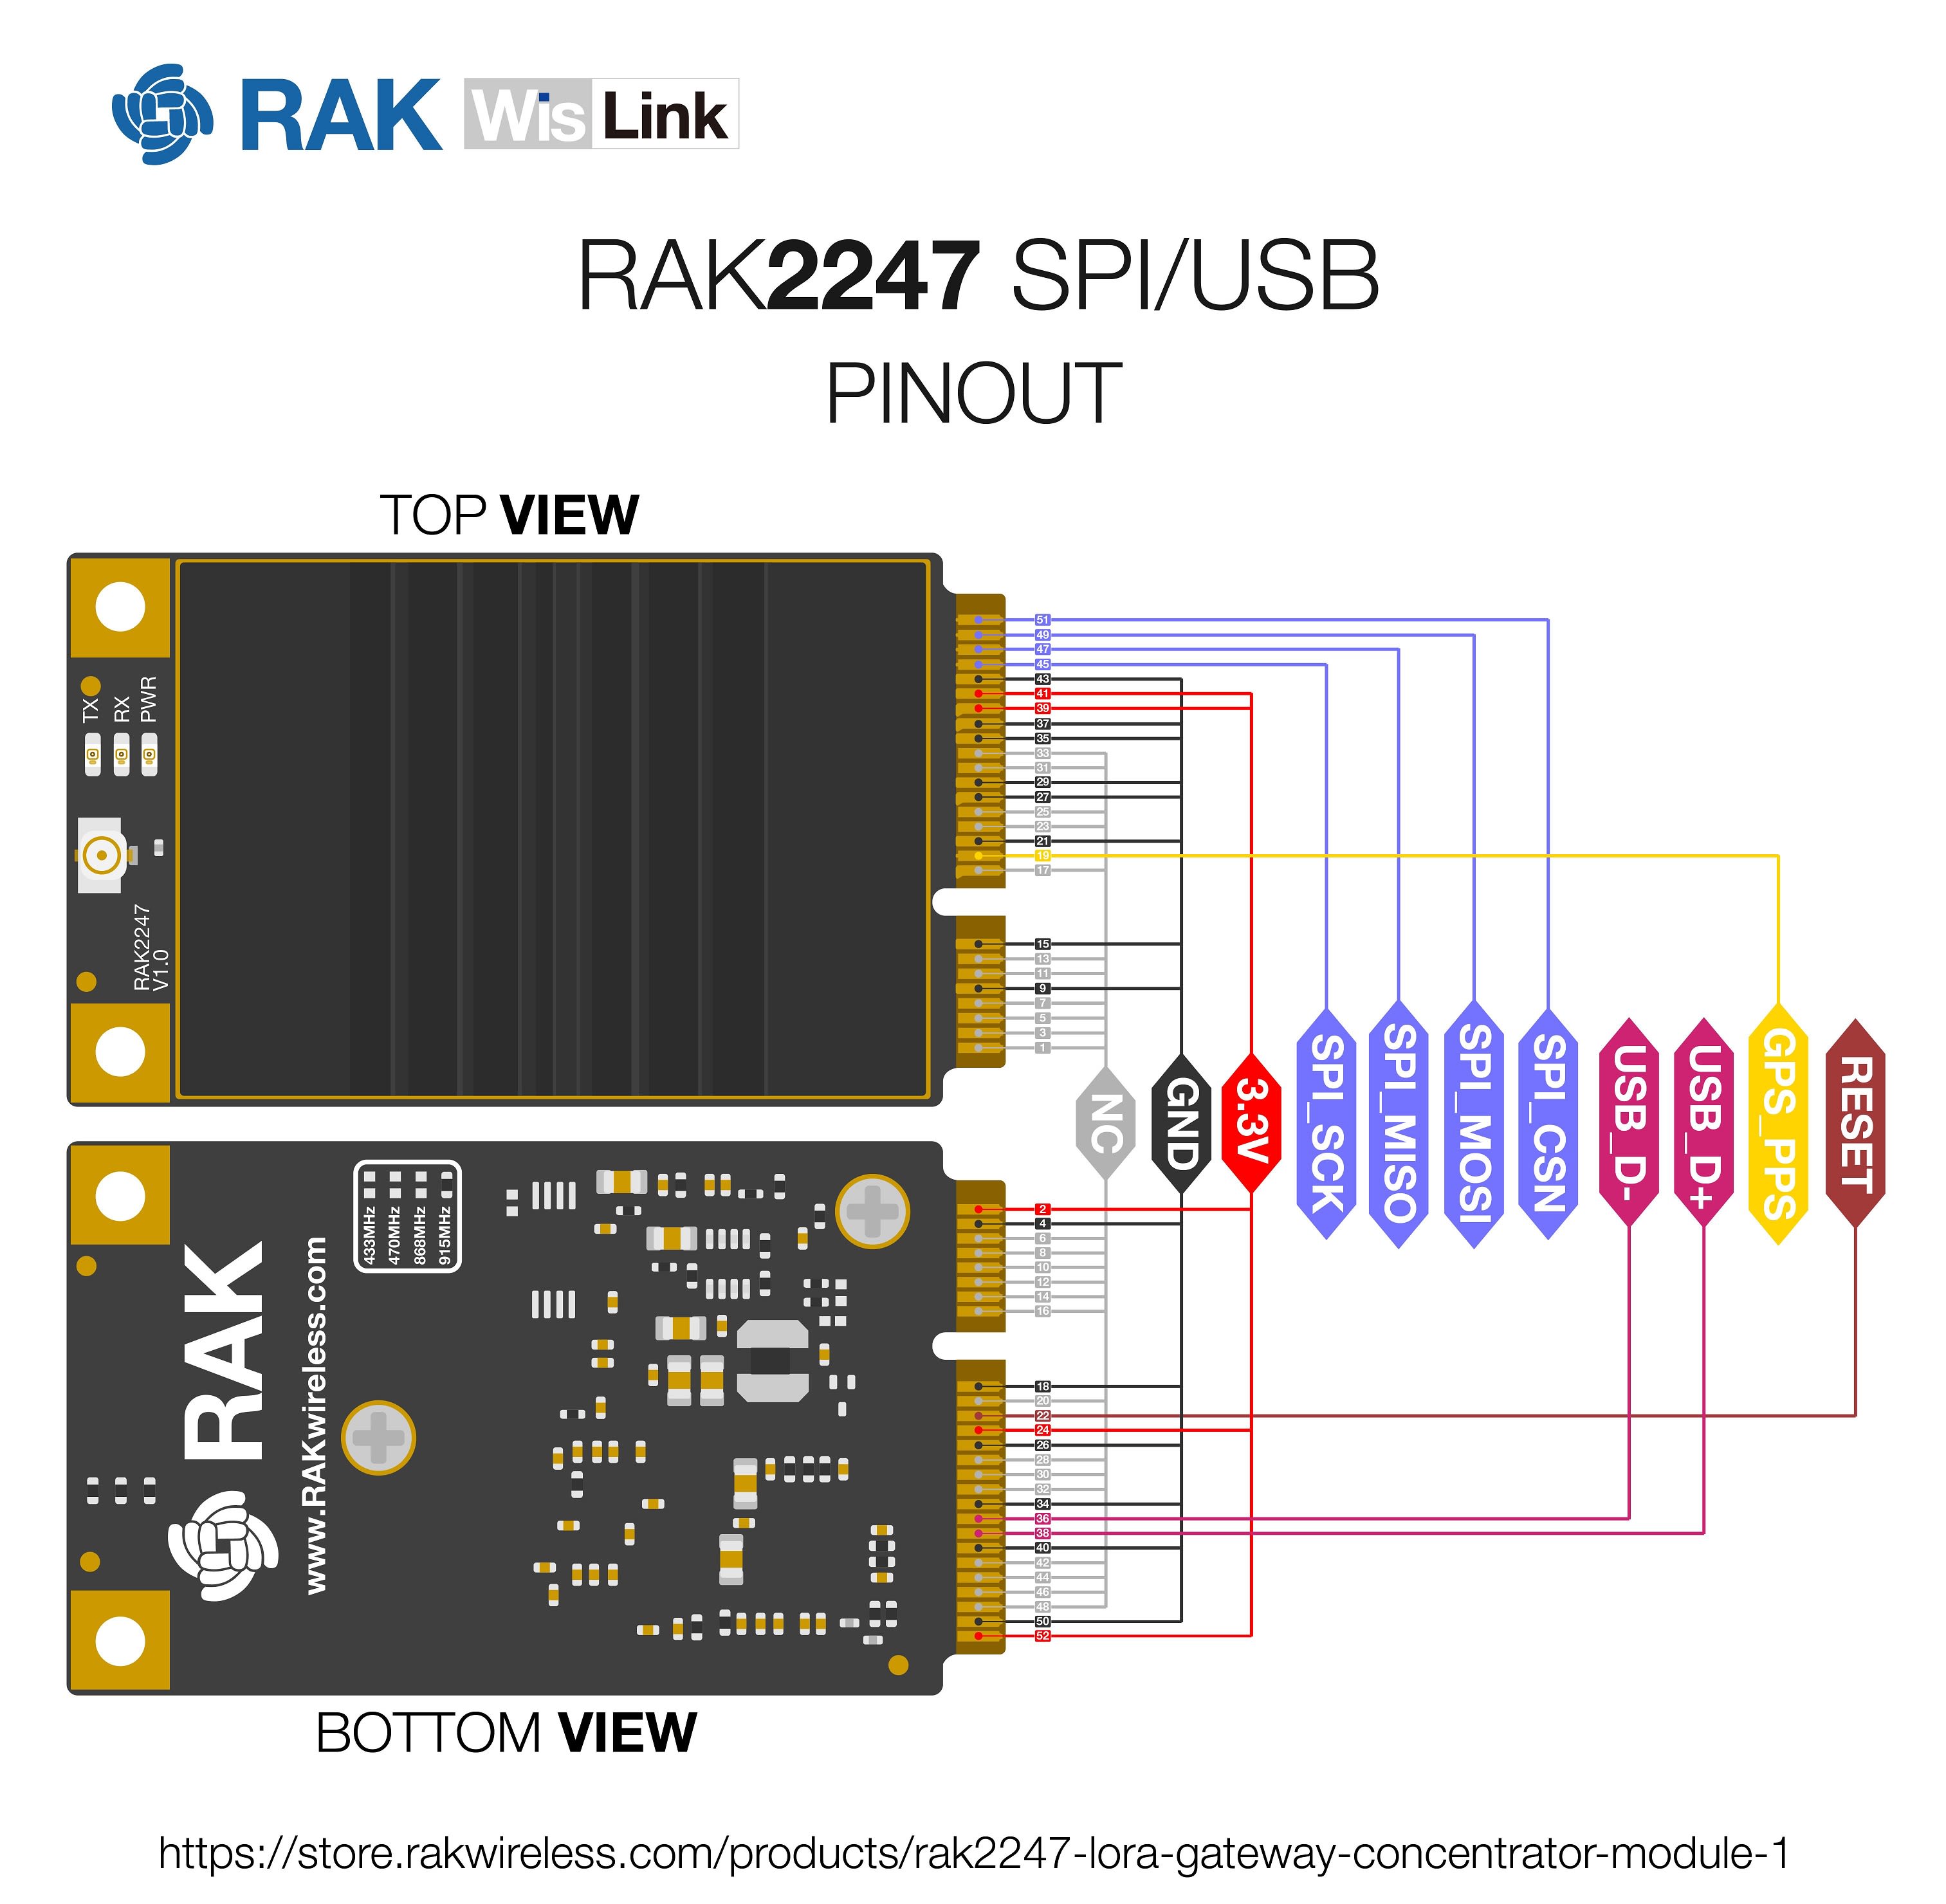 RAK WisLink
RAK2247 SPI/USB
PINOUT
TOP VIEW
TX
RX
PWR
RAK2247
V1.0
51
49
47
45
43
41
39
37
35
33
31
29
27
25
23
21
19
17
15
13
11
9
7
5
3
1
NC
GND
3.3V
SPI_SCK
SPI_MISO
SPI_MOSI
SPI_CSN
USB_D-
USB_D+
GPS_PPS
RESET
433MHz
470MHz
868MHz
915MHz
RAK
www.RAKwireless.com
2
4
6
8
10
12
14
16
18
20
22
24
26
28
30
32
34
36
38
40
42
44
46
48
50
52
BOTTOM VIEW
https://store.rakwireless.com/products/rak2247-lora-gateway-concentrator-module-1